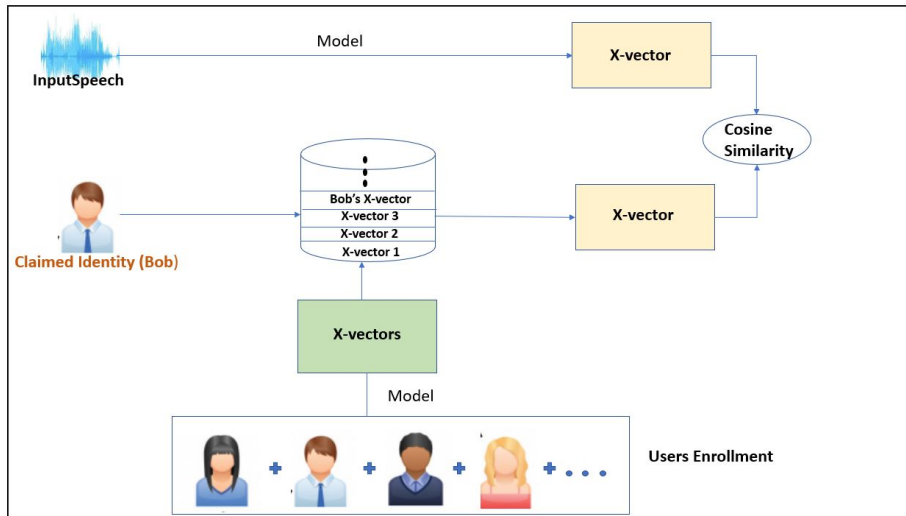 Model
InputSpeech
X-vector
Cosine
Similarity
Bob's X-vector
X-vector 3
X-vector 2
X-vector 1
X-vector
Claimed Identity (Bob)
X-vectors
Model
Users Enrollment